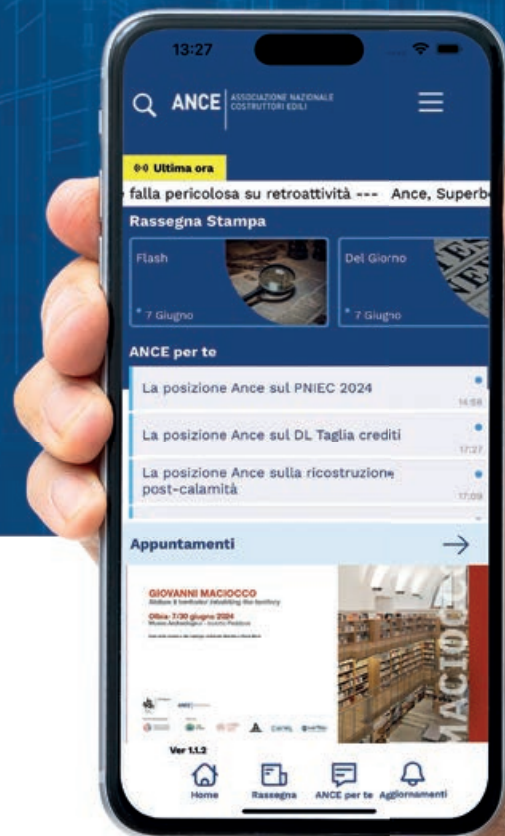 13:27
ANCE
ASSOCIAZIONE NAZIONALE
COSTRUTTORI EDILI
Ultima ora
falla pericolosa su retroattività --- Ance, Superb
Rassegna Stampa
Flash
Del Giorno
7 Giugno
7 Giugno
ANCE per te
La posizione Ance sul PNIEC 2024
14:58
La posizione Ance sul DL Taglia crediti
17:27
La posizione Ance sulla ricostruzione
post-calamità
17:09
Appuntamenti
GIOVANNI MACIOCCO
Olbia 7/30 giugno 2024
MACIOCCO
Ver 1.1.2
Home
Rassegna
ANCE per te
Aggiornamenti